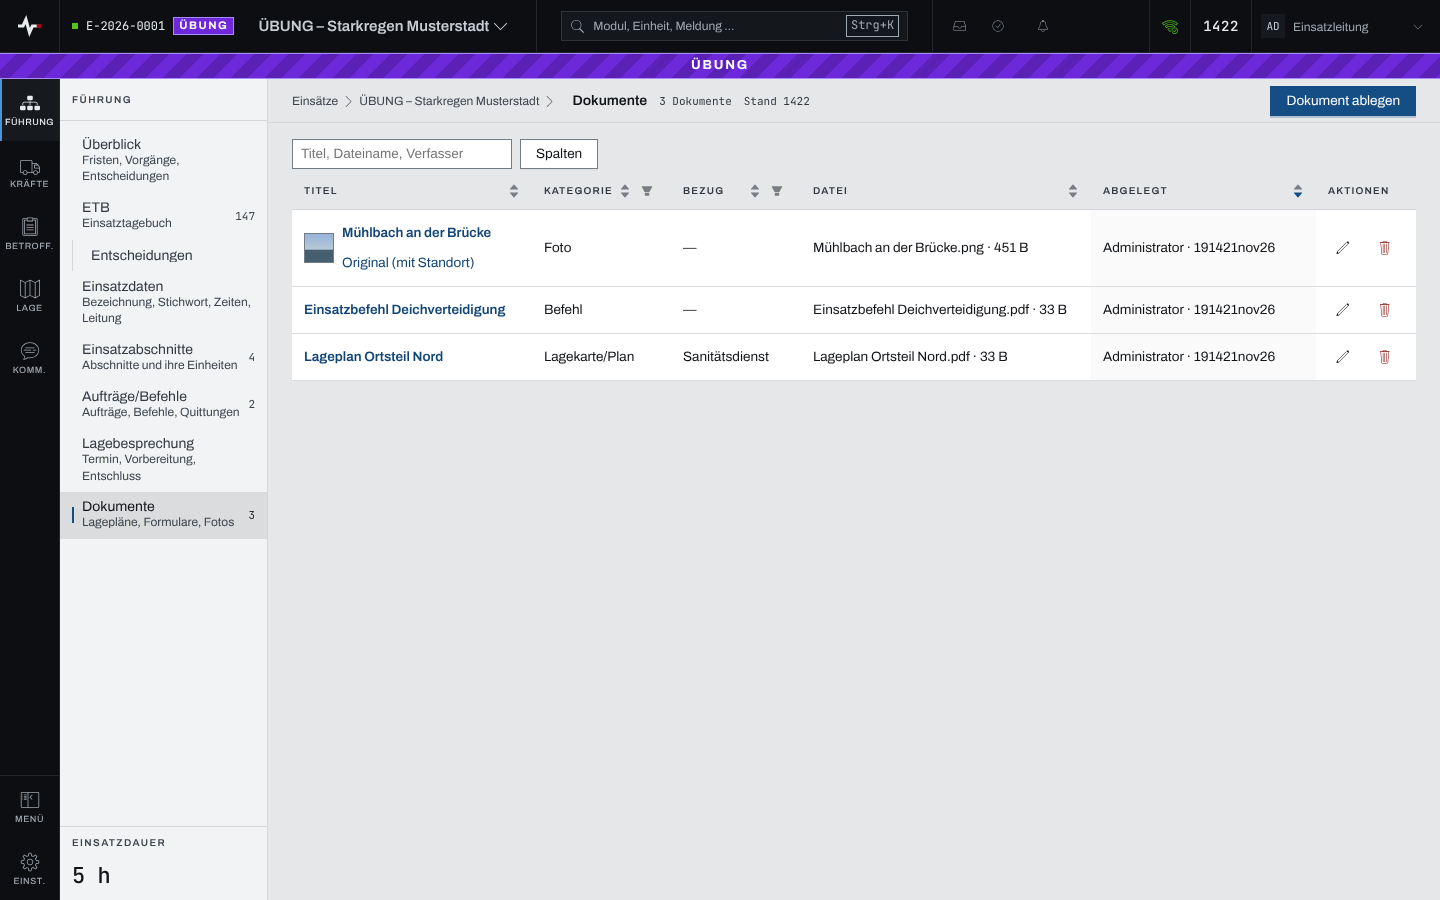 E-2026-0001 ÜBUNG ÜBUNG – Starkregen Musterstadt Modul, Einheit, Meldung ... Strg+K 1422 AD Einsatzleitung
ÜBUNG
FÜHRUNG
KRÄFTE
BETROFF.
LAGE
KOMM.
MENÜ
EINST.
FÜHRUNG
Überblick
Fristen, Vorgänge,
Entscheidungen
ETB
Einsatztagebuch
147
Entscheidungen
Einsatzdaten
Bezeichnung, Stichwort, Zeiten,
Leitung
Einsatzabschnitte
Abschnitte und ihre Einheiten
4
Aufträge/Befehle
Aufträge, Befehle, Quittungen
2
Lagebesprechung
Termin, Vorbereitung,
Entschluss
Dokumente
Lagepläne, Formulare, Fotos
3
EINSATZDAUER
5 h
Einsätze ÜBUNG – Starkregen Musterstadt Dokumente 3 Dokumente Stand 1422 Dokument ablegen
Titel, Dateiname, Verfasser Spalten
TITEL KATEGORIE BEZUG DATEI ABGELEGT AKTIONEN
Mühlbach an der Brücke
Original (mit Standort)
Foto — Mühlbach an der Brücke.png · 451 B Administrator · 191421nov26
Einsatzbefehl Deichverteidigung Befehl — Einsatzbefehl Deichverteidigung.pdf · 33 B Administrator · 191421nov26
Lageplan Ortsteil Nord Lagekarte/Plan Sanitätsdienst Lageplan Ortsteil Nord.pdf · 33 B Administrator · 191421nov26